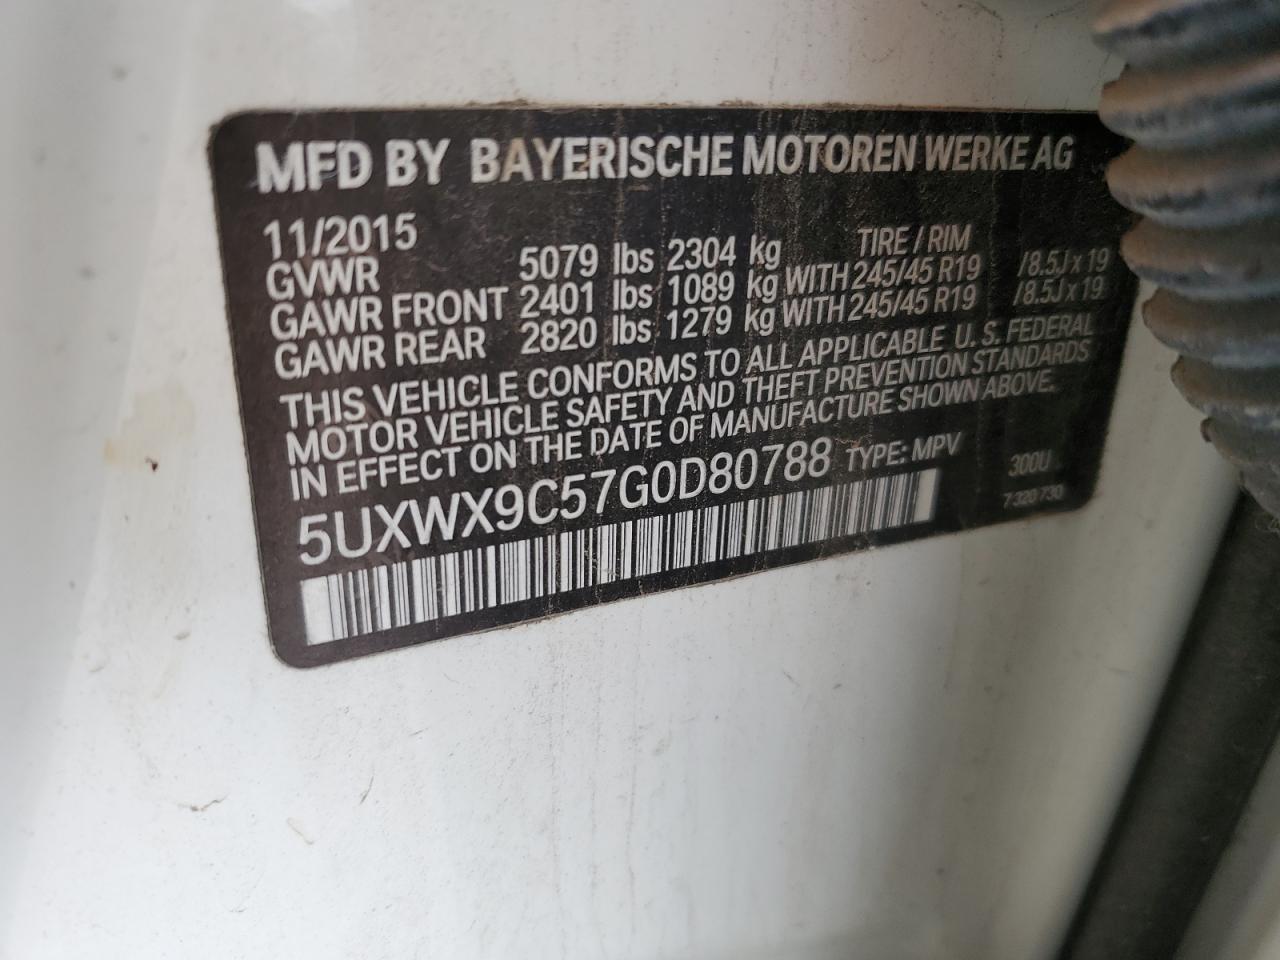 MFD BY BAYERISCHE MOTOREN WERKE AG
11/2015 TIRE / RIM
GVWR 5079 lbs 2304 kg
GAWR FRONT 2401 lbs 1089 kg WITH 245/45 R19 /8.5J x 19
GAWR REAR 2820 lbs 1279 kg WITH 245/45 R19 /8.5J x 19
THIS VEHICLE CONFORMS TO ALL APPLICABLE U. S. FEDERAL
MOTOR VEHICLE SAFETY AND THEFT PREVENTION STANDARDS
IN EFFECT ON THE DATE OF MANUFACTURE SHOWN ABOVE.
5UXWX9C57G0D80788 TYPE: MPV 300U
7 320 730